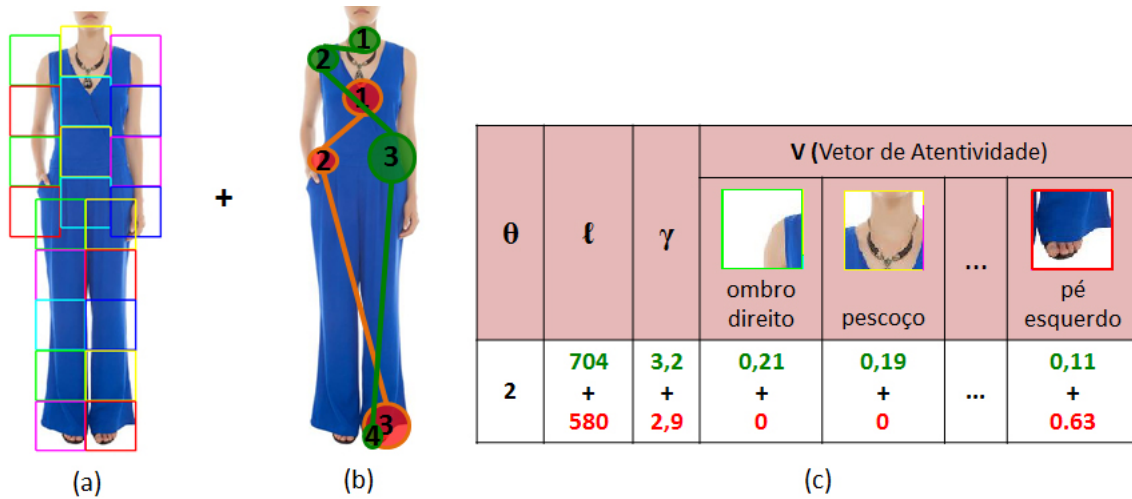 1
2
1
2
3
3
4
+
V (Vetor de Atentividade)
θ
ℓ
γ
ombro
direito
pescoço
...
pé
esquerdo
2
704
+
580
3,2
+
2,9
0,21
+
0
0,19
+
0
...
0,11
+
0.63
(a)
(b)
(c)